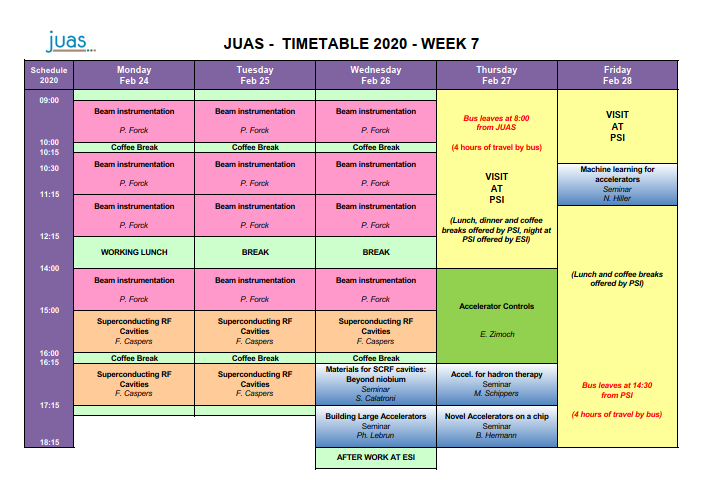 juas...
JUAS -  TIMETABLE 2020 - WEEK 7
Schedule
2020
Monday
Feb 24
Tuesday
Feb 25
Wednesday
Feb 26
Thursday
Feb 27
Friday
Feb 28
09:00
10:00
10:15
10:30
11:15
12:15
14:00
15:00
16:00
16:15
17:15
18:15
Beam instrumentation
P. Forck
Coffee Break
Beam instrumentation
P. Forck
Beam instrumentation
P. Forck
WORKING LUNCH
Beam instrumentation
P. Forck
Superconducting RF
Cavities
F. Caspers
Coffee Break
Superconducting RF
Cavities
F. Caspers
Beam instrumentation
P. Forck
Coffee Break
Beam instrumentation
P. Forck
Beam instrumentation
P. Forck
BREAK
Beam instrumentation
P. Forck
Superconducting RF
Cavities
F. Caspers
Coffee Break
Superconducting RF
Cavities
F. Caspers
Beam instrumentation
P. Forck
Coffee Break
Beam instrumentation
P. Forck
Beam instrumentation
P. Forck
BREAK
Beam instrumentation
P. Forck
Superconducting RF
Cavities
F. Caspers
Coffee Break
Materials for SCRF cavities:
Beyond niobium
Seminar
S. Calatroni
Building Large Accelerators
Seminar
Ph. Lebrun
AFTER WORK AT ESI
Bus leaves at 8:00
from JUAS
(4 hours of travel by bus)
VISIT
AT
PSI
(Lunch, dinner and coffee
breaks offered by PSI, night at
PSI offered by ESI)
Accelerator Controls
E. Zimoch
Accel. for hadron therapy
Seminar
M. Schippers
Novel Accelerators on a chip
Seminar
B. Hermann
VISIT
AT
PSI
Machine learning for
accelerators
Seminar
N. Hiller
(Lunch and coffee breaks
offered by PSI)
Bus leaves at 14:30
from PSI
(4 hours of travel by bus)